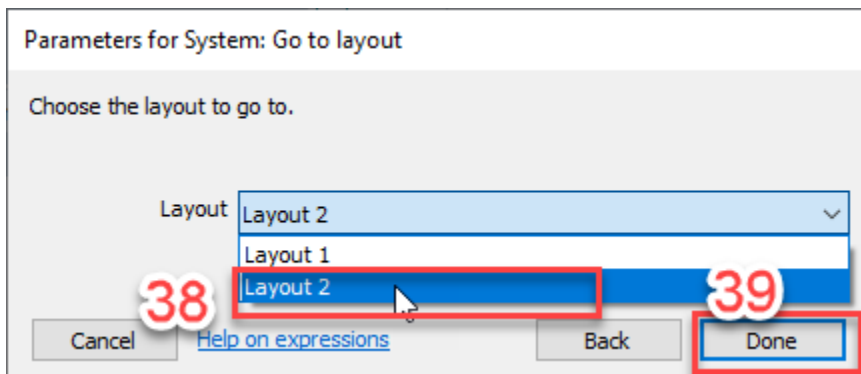 Parameters for System: Go to layout
Choose the layout to go to.
Layout Layout 2
Layout 1
38 Layout 2
39
Cancel Help on expressions Back Done